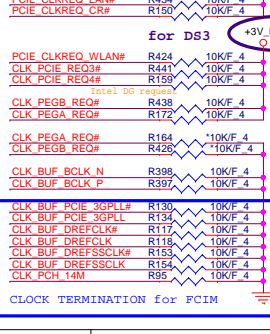 PCIE_CLKREQ_CR# R150 10K/F_4
for DS3
PCIE_CLKREQ_WLAN# R424 10K/F_4
CLK_PCIE_REQ3# R441 10K/F_4
CLK_PCIE_REQ4# R159 10K/F_4
Intel DG request
CLK_PEGB_REQ# R438 10K/F_4
CLK_PEGA_REQ# R172 10K/F_4
CLK_PEGA_REQ# R164 *10K/F_4
CLK_PEGB_REQ# R426 *10K/F_4
CLK_BUF_BCLK_N R398 10K/F_4
CLK_BUF_BCLK_P R397 10K/F_4
CLK_BUF_PCIE_3GPLL# R130 10K/F_4
CLK_BUF_PCIE_3GPLL R134 10K/F_4
CLK_BUF_DREFCLK# R117 10K/F_4
CLK_BUF_DREFCLK R118 10K/F_4
CLK_BUF_DREFSSCLK# R153 10K/F_4
CLK_BUF_DREFSSCLK R154 10K/F_4
CLK_PCH_14M R95 10K/F_4
CLOCK TERMINATION for FCIM